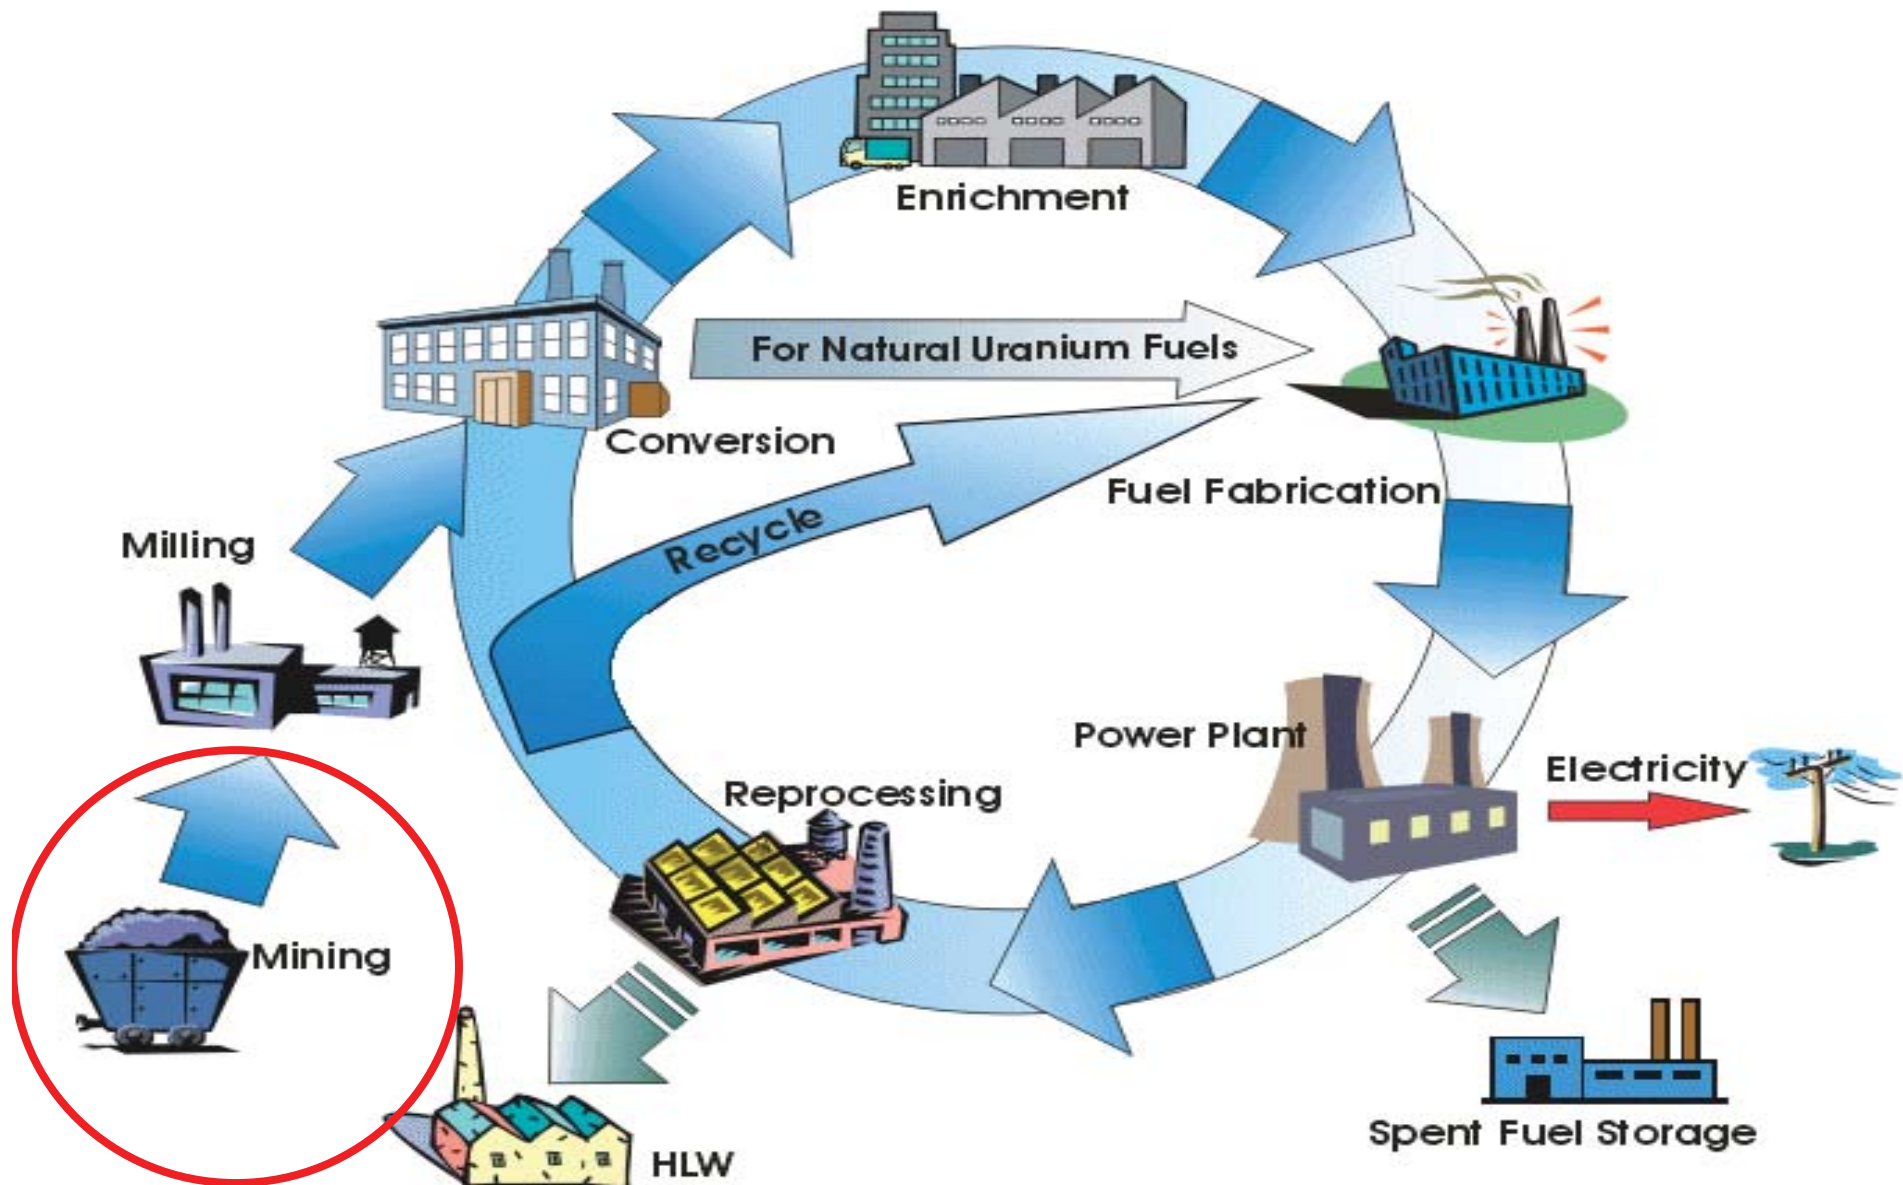 Enrichment
For Natural Uranium Fuels
Conversion
Fuel Fabrication
Recycle
Milling
Power Plant
Electricity
Reprocessing
Mining
Spent Fuel Storage
HLW